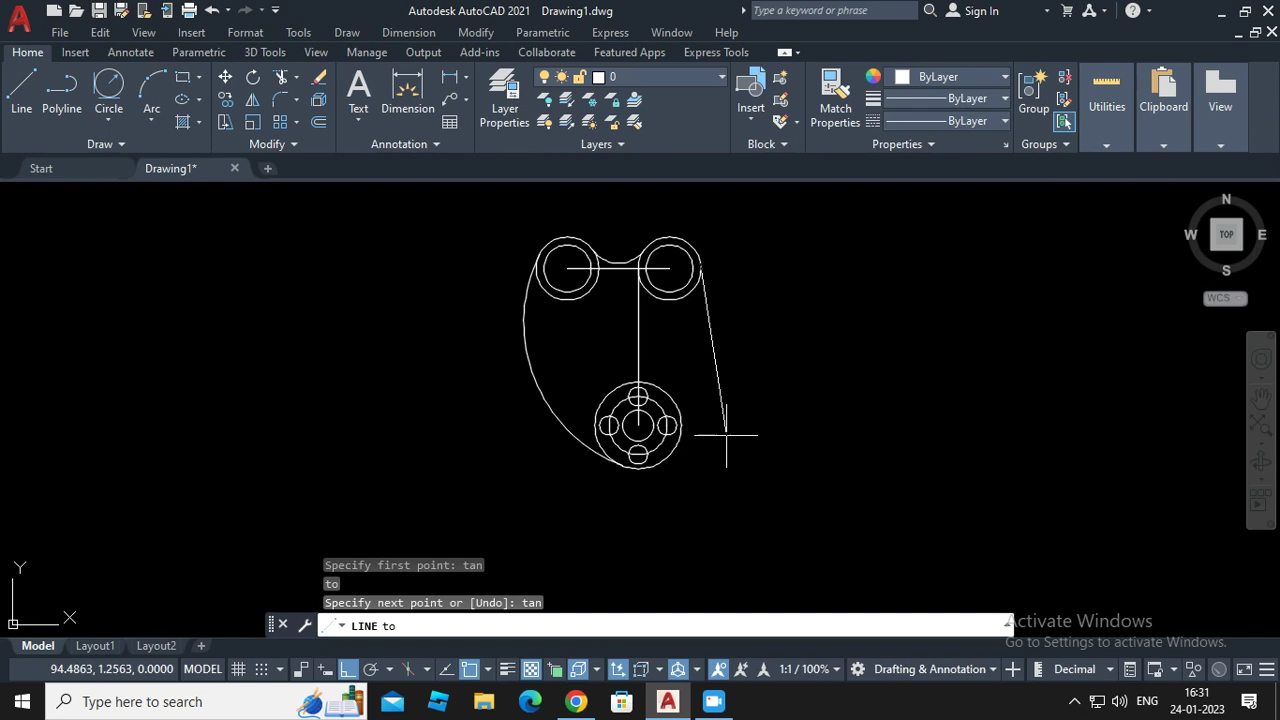 Autodesk AutoCAD 2021 Drawing1.dwg
Type a keyword or phrase
Sign In
File Edit View Insert Format Tools Draw Dimension Modify Parametric Express Window Help
Home Insert Annotate Parametric 3D Tools View Manage Output Add-ins Collaborate Featured Apps Express Tools
Line Polyline Circle Arc
Text Dimension
Layer Properties
0
Insert
Match Properties
ByLayer
ByLayer
ByLayer
Group
Utilities
Clipboard
View
Draw Modify Annotation Layers Block Properties Groups
Start Drawing1*
N
W TOP E
S
WCS
Y
X
Specify first point: tan
to
Specify next point or [Undo]: tan
LINE to
Activate Windows
Go to Settings to activate Windows.
Model Layout1 Layout2
94.4863, 1.2563, 0.0000 MODEL 1:1 / 100% Drafting & Annotation Decimal
Type here to search
ENG
16:31
24-01-2023